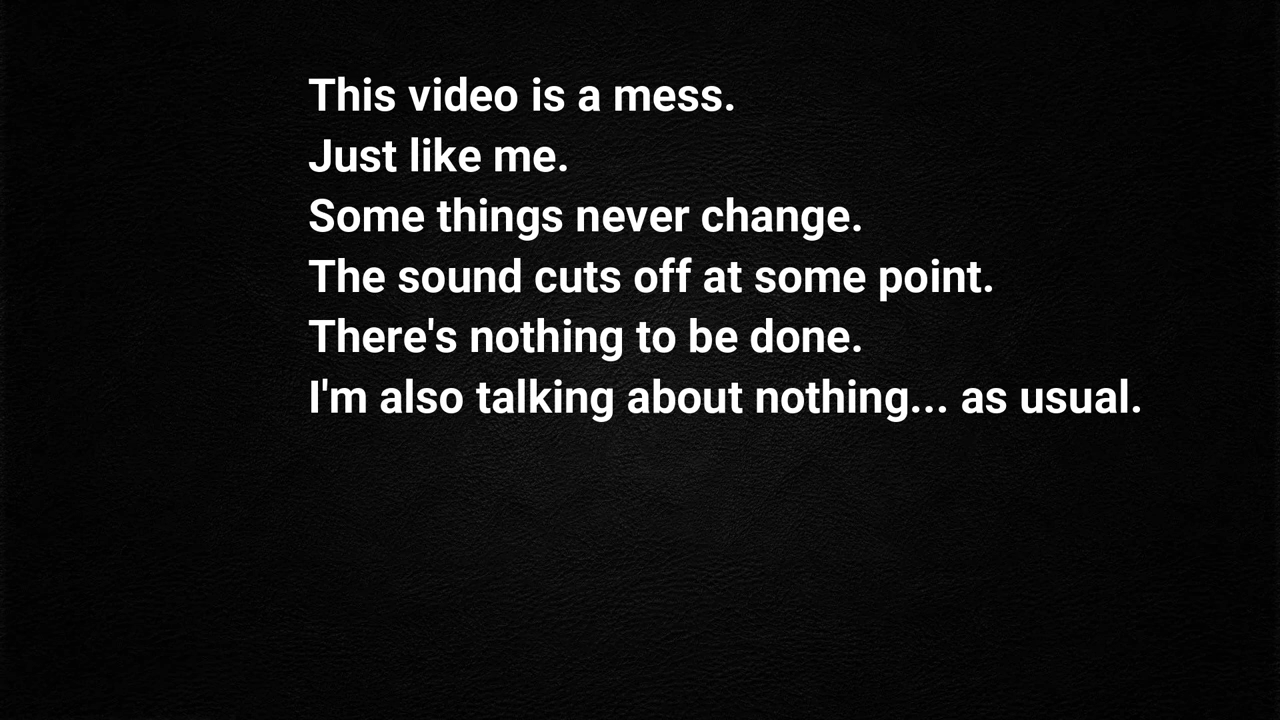 This video is a mess.
Just like me.
Some things never change.
The sound cuts off at some point.
There's nothing to be done.
I'm also talking about nothing... as usual.